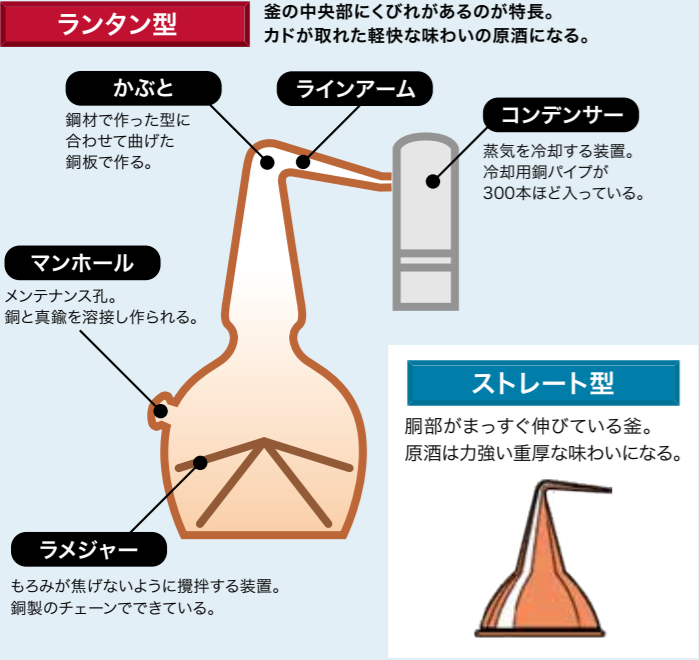 ランタン型
釜の中央部にくびれがあるのが特長。
カドが取れた軽快な味わいの原酒になる。
かぶと
鋼材で作った型に
合わせて曲げた
銅板で作る。
ラインアーム
コンデンサー
蒸気を冷却する装置。
冷却用銅パイプが
300本ほど入っている。
マンホール
メンテナンス孔。
銅と真鍮を溶接し作られる。
ストレート型
胴部がまっすぐ伸びている釜。
原酒は力強い重厚な味わいになる。
ラメジャー
もろみが焦げないように攪拌する装置。
銅製のチェーンでできている。